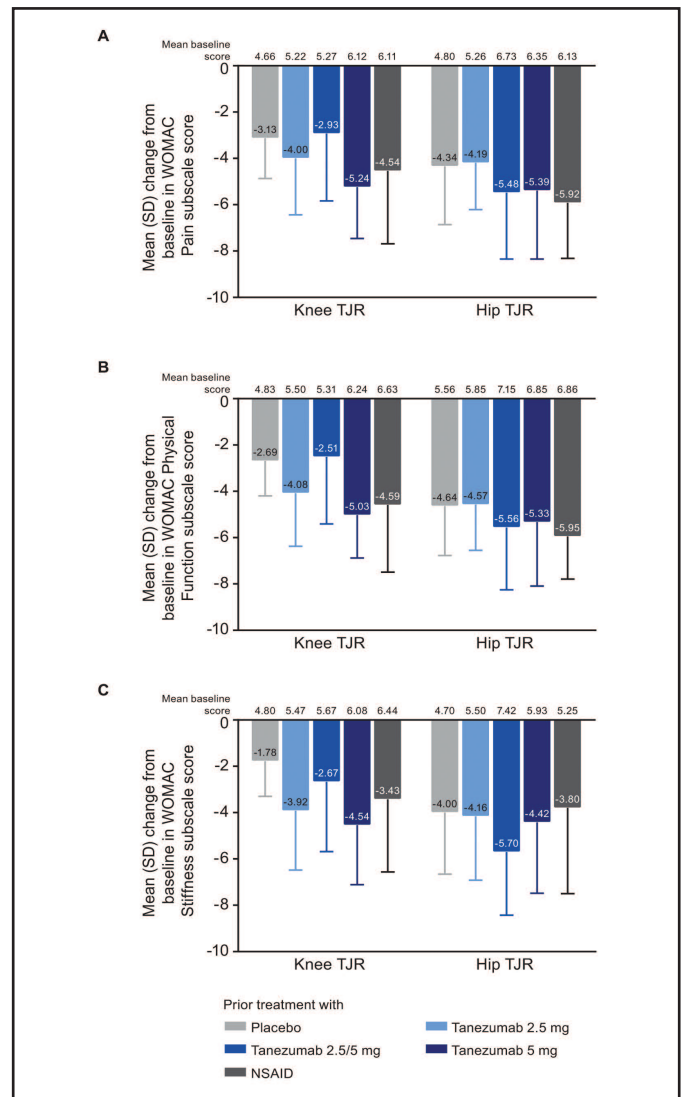 A
Mean baseline
score 4.66 5.22 5.27 6.12 6.11 4.80 5.26 6.73 6.35 6.13
Mean (SD) change from
baseline in WOMAC
Pain subscale score
0
-2
-4
-6
-8
-10
-3.13 -4.00 -2.93 -5.24 -4.54 -4.34 -4.19 -5.48 -5.39 -5.92
Knee TJR Hip TJR
B
Mean baseline
score 4.83 5.50 5.31 6.24 6.63 5.56 5.85 7.15 6.85 6.86
Mean (SD) change from
baseline in WOMAC Physical
Function subscale score
0
-2
-4
-6
-8
-10
-2.69 -4.08 -2.51 -5.03 -4.59 -4.64 -4.57 -5.56 -5.33 -5.95
Knee TJR Hip TJR
C
Mean baseline
score 4.80 5.47 5.67 6.08 6.44 4.70 5.50 7.42 5.93 5.25
Mean (SD) change from
baseline in WOMAC
Stiffness subscale score
0
-2
-4
-6
-8
-10
-1.78 -3.92 -2.67 -4.54 -3.43 -4.00 -4.16 -5.70 -4.42 -3.80
Knee TJR Hip TJR
Prior treatment with
Placebo Tanezumab 2.5 mg
Tanezumab 2.5/5 mg Tanezumab 5 mg
NSAID